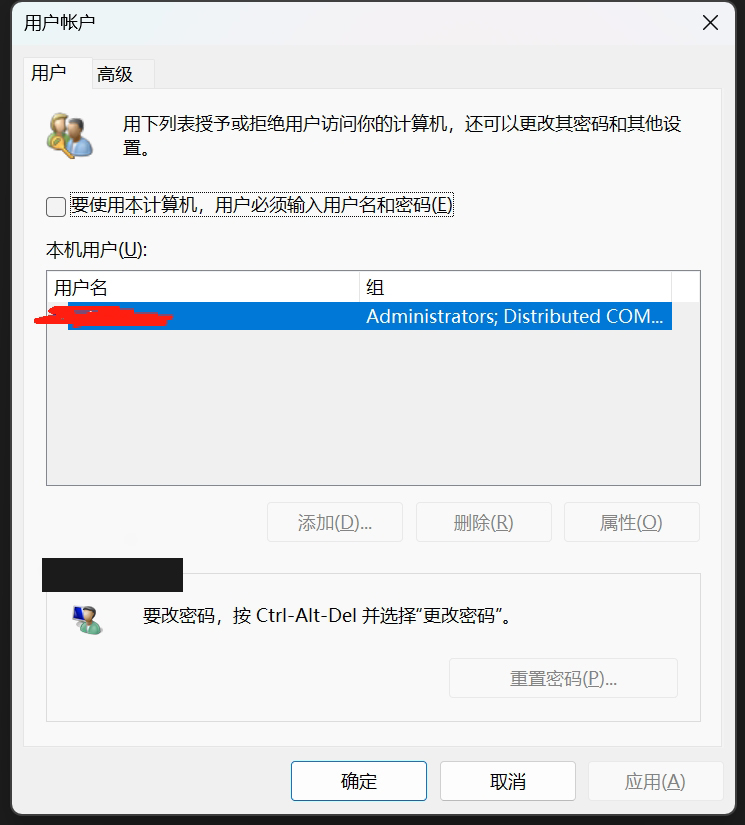 用户帐户
用户
高级
用下列表授予或拒绝用户访问你的计算机，还可以更改其密码和其他设
置。
要使用本计算机，用户必须输入用户名和密码(E)
本机用户(U):
用户名 组
Administrators; Distributed COM...
添加(D)... 删除(R) 属性(O)
要改密码，按 Ctrl-Alt-Del 并选择“更改密码”。
重置密码(P)...
确定 取消 应用(A)